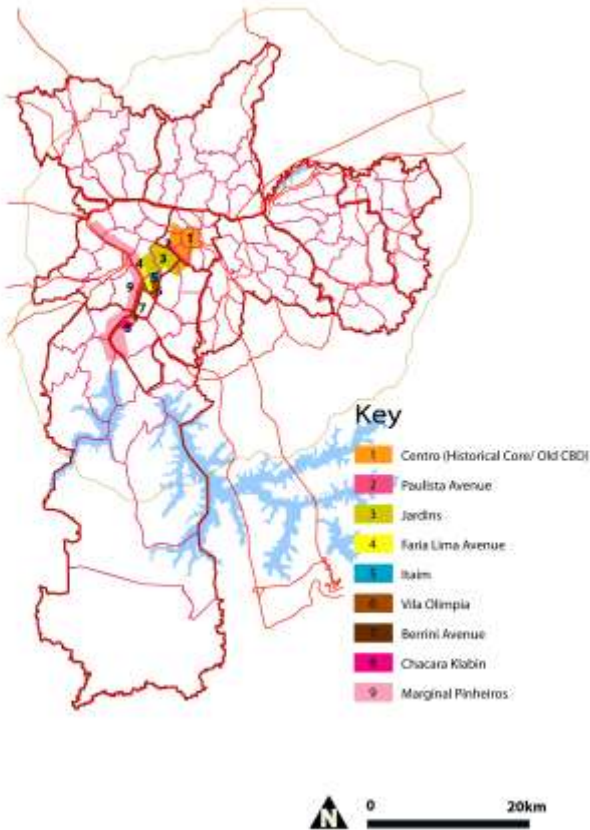 1
3
4
5
6
9
7
8
Key
1 Centro (Historical Core/ Old CBD)
2 Paulista Avenue
3 Jardins
4 Faria Lima Avenue
5 Itaim
6 Vila Olimpia
7 Berrini Avenue
8 Chacara Klabin
9 Marginal Pinheiros
N 0 20km